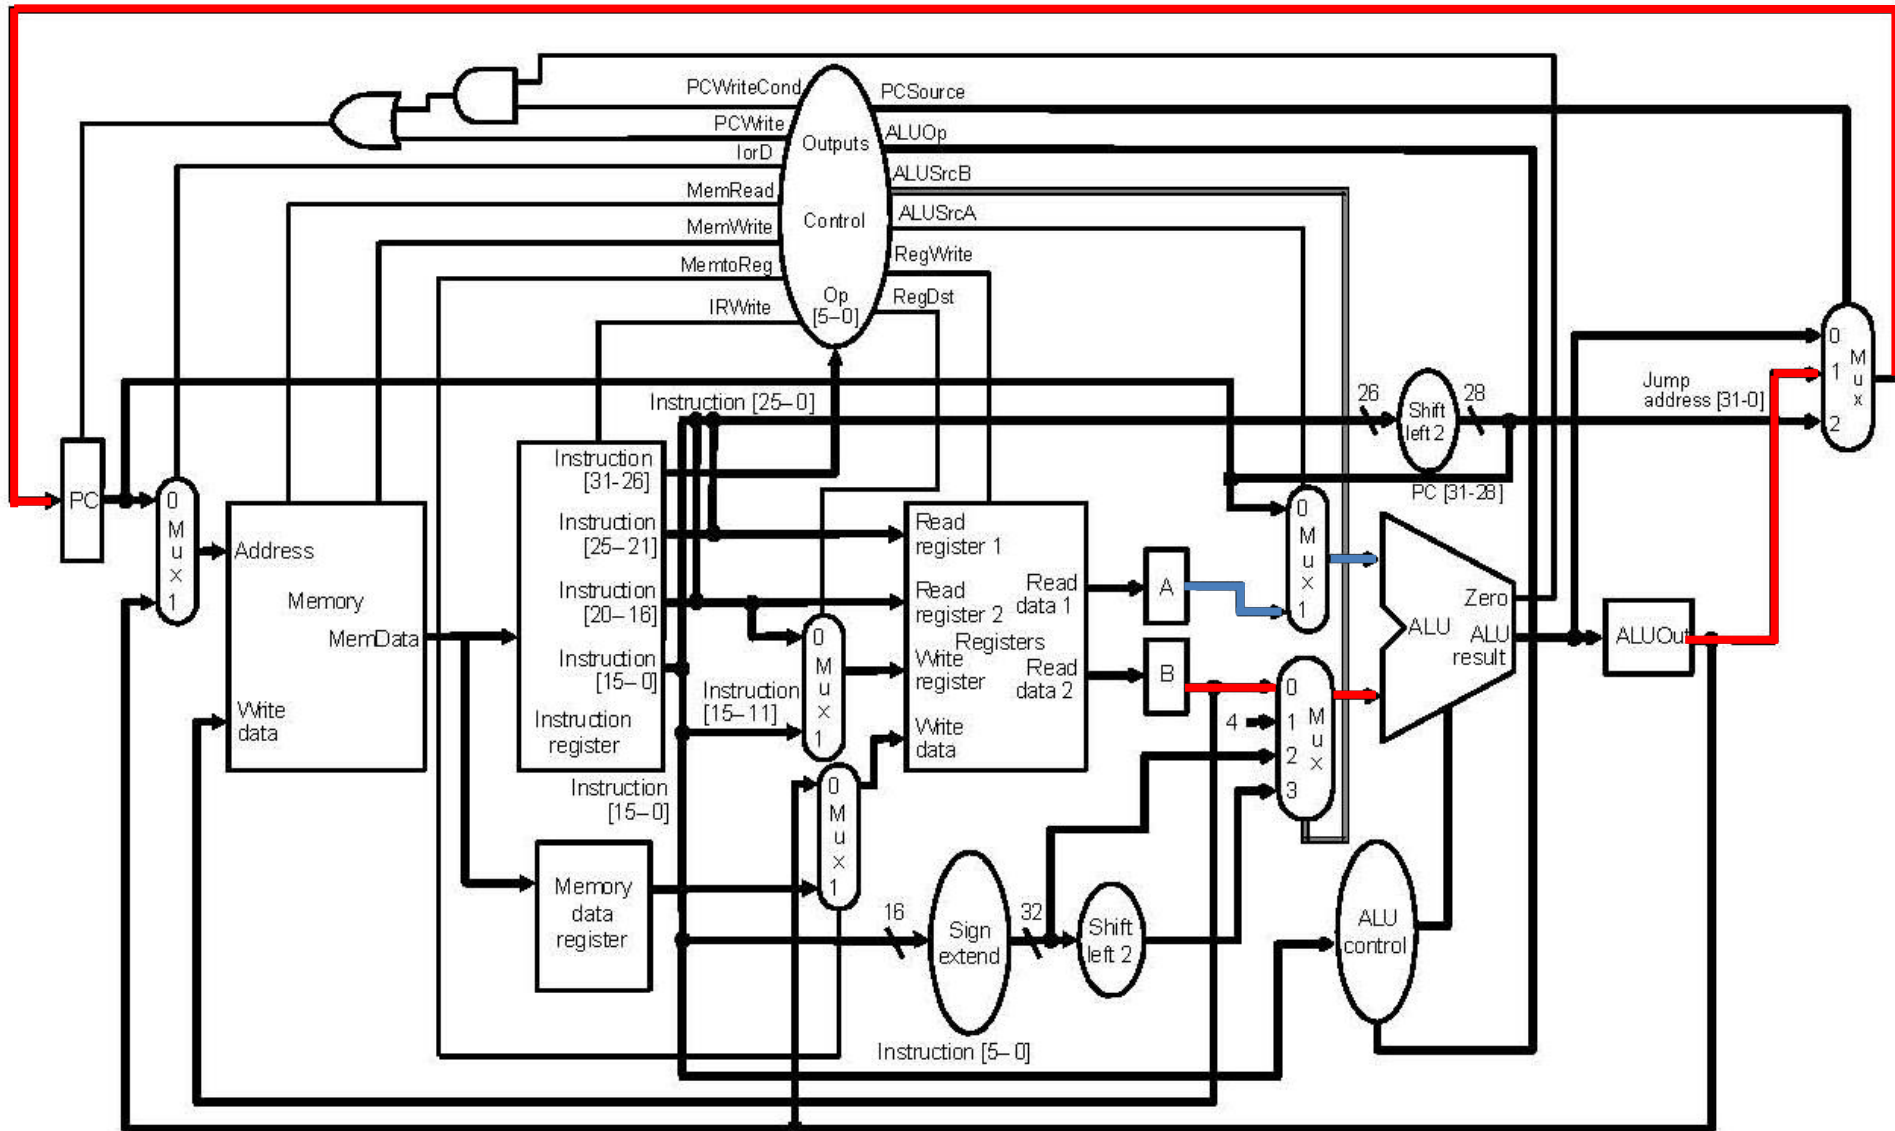 PCWriteCond
PCSource
PCWrite
ALUOp
Outputs
IorD
ALUSrcB
MemRead
ALUSrcA
MemWrite
Control
RegWrite
MemtoReg
Op
[5–0]
RegDst
IRWrite
Instruction [25–0]
26
Shift
left 2
28
Jump
address [31-0]
0
1
2
M
u
x
PC [31-28]
PC
0
M
u
x
1
Address
Memory
MemData
Write
data
Instruction
[31-26]
Instruction
[25–21]
Instruction
[20–16]
Instruction
[15–0]
Instruction
register
Instruction
[15–11]
Instruction
[15–0]
0
M
u
x
1
0
M
u
x
1
Read
register 1
Read
register 2
Registers
Write
register
Write
data
Read
data 1
Read
data 2
A
B
0
M
u
x
1
4
0
1
2
3
M
u
x
Zero
ALU
ALU
result
ALUOut
Memory
data
register
16
Sign
extend
32
Shift
left 2
ALU
control
Instruction [5–0]